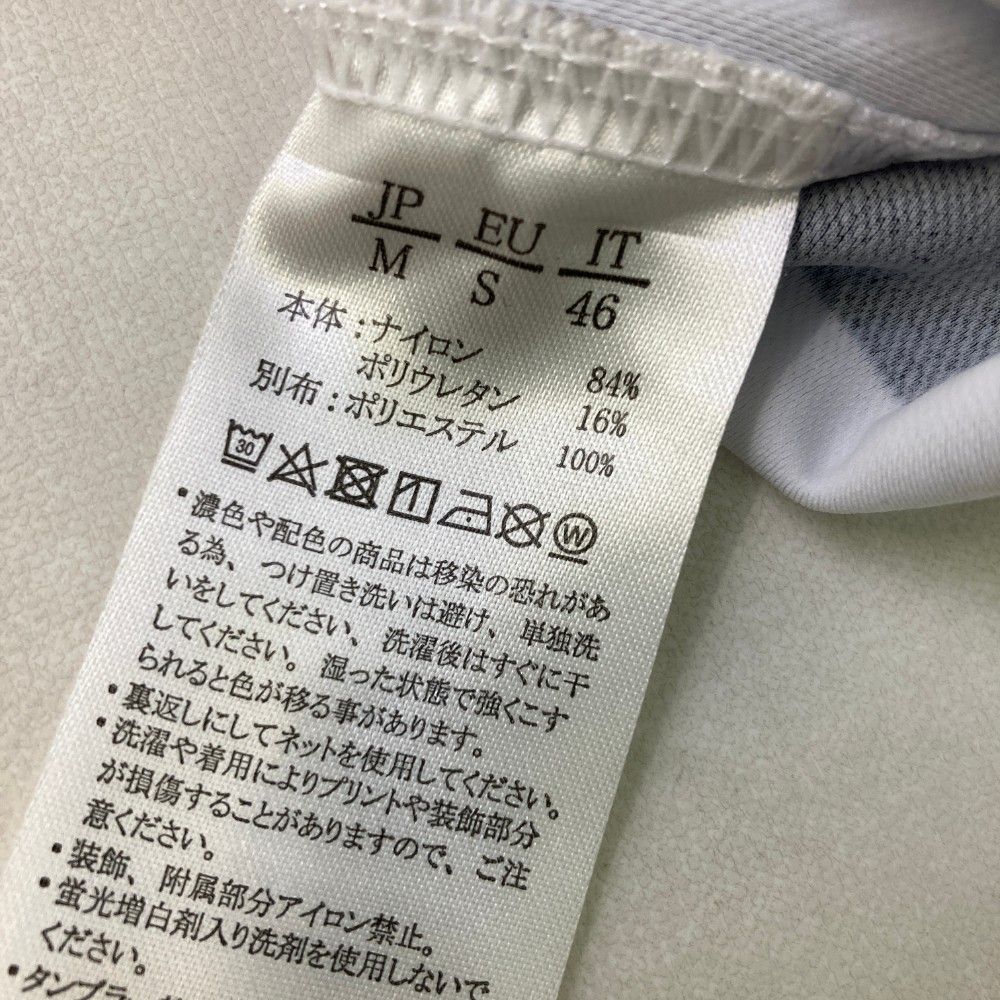 JP EU IT
M S 46
本体：ナイロン 84%
ポリウレタン 16%
別布：ポリエステル 100%
30 W
・濃色や配色の商品は移染の恐れがあ
る為、つけ置き洗いは避け、単独洗
いをしてください、洗濯後はすぐに干
してください。湿った状態で強くこす
られると色が移る事があります。
・裏返しにしてネットを使用してください。
・洗濯や着用によりプリントや装飾部分
が損傷することがありますので、ご注
意ください。
・装飾、附属部分アイロン禁止。
・蛍光増白剤入り洗剤を使用しないで
ください。
・タンブラ